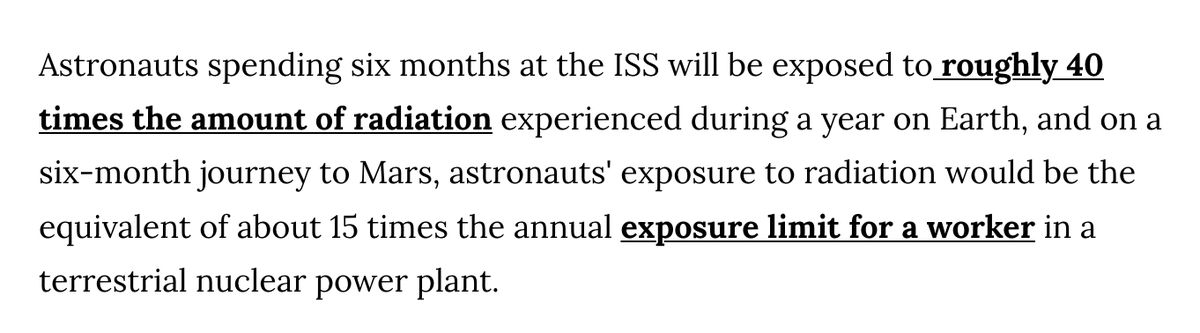 Astronauts spending six months at the ISS will be exposed to roughly 40
times the amount of radiation experienced during a year on Earth, and on a
six-month journey to Mars, astronauts' exposure to radiation would be the
equivalent of about 15 times the annual exposure limit for a worker in a
terrestrial nuclear power plant.